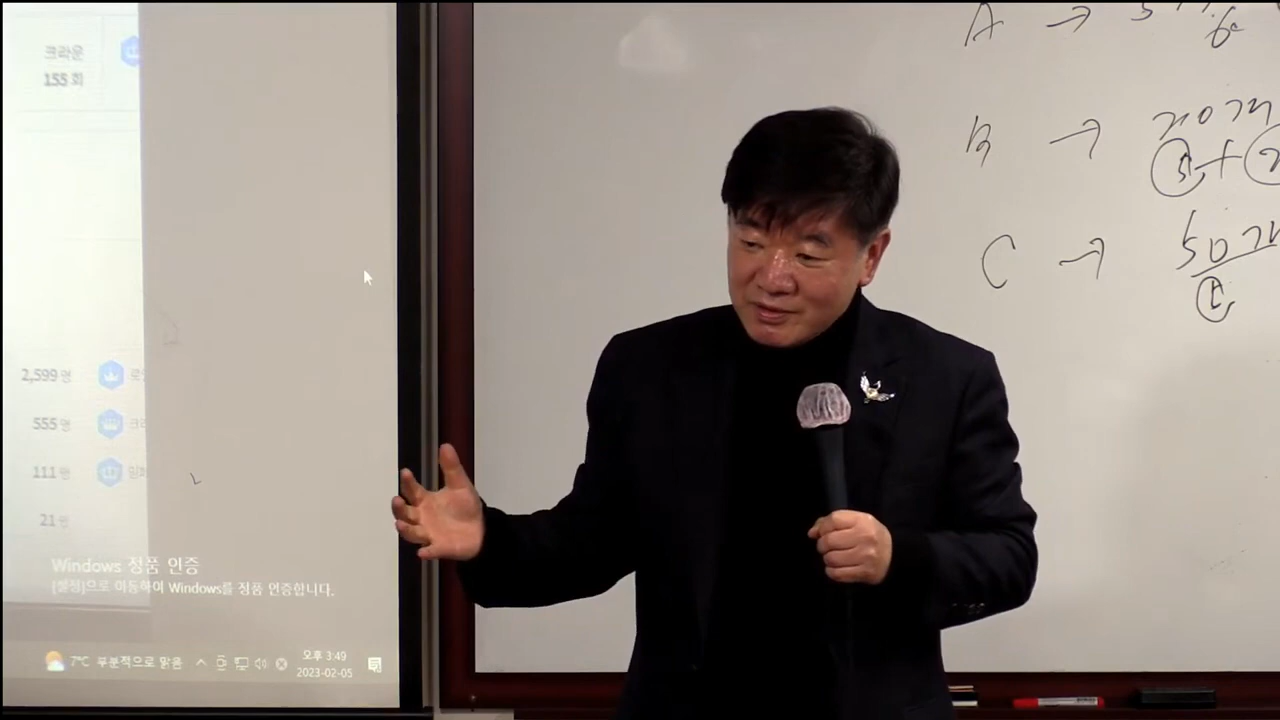 크라운
155 회
2,599 명
555 명
111 명
21 명
Windows 정품 인증
[설정]으로 이동하여 Windows를 정품 인증합니다.
7°C 부분적으로 맑음
오후 3:49
2023-02-05
A →
B →
C → 50개